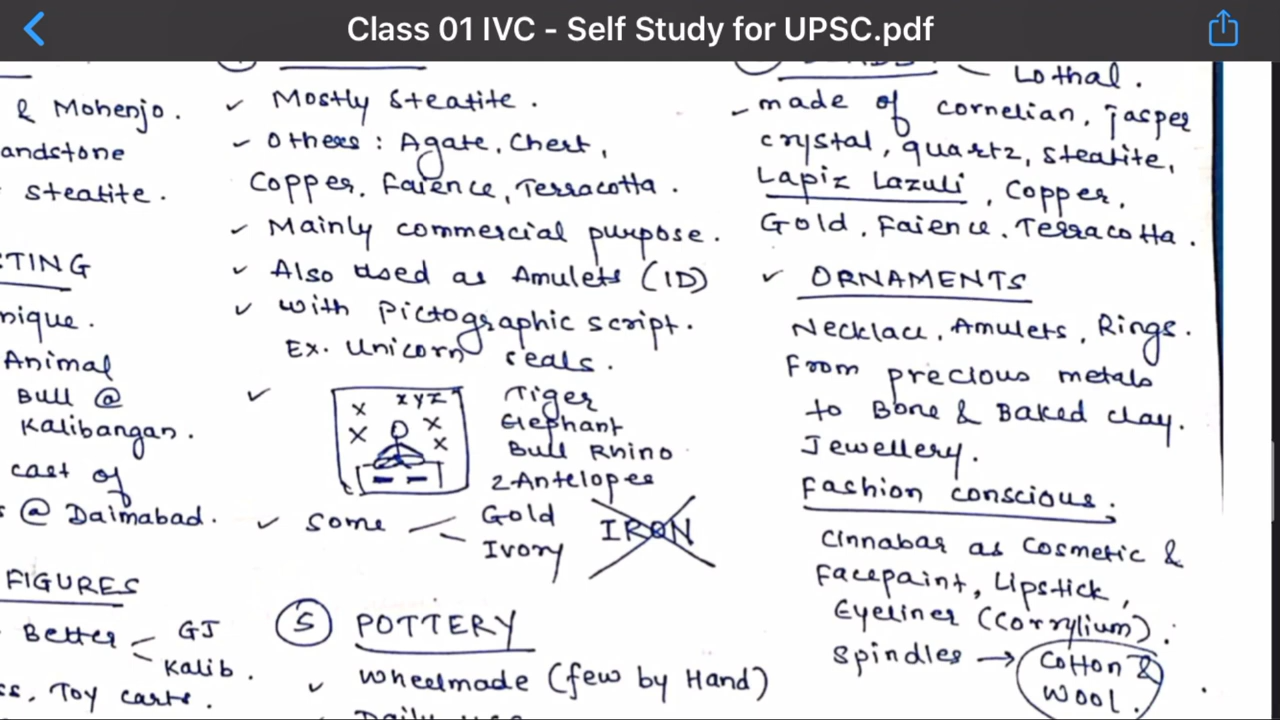 Class 01 IVC - Self Study for UPSC.pdf
& Mohenjo.
andstone
steatite.
TING
nique.
Animal
Bull @
Kalibangan.
cast of
s @ Daimabad.
FIGURES
Better GJ
Kalib.
ss, Toy carts.
Mostly Steatite.
Others : Agate, Chert,
Copper, Faience, Terracotta.
Mainly commercial purpose.
Also used as Amulets (ID)
with pictographic script.
Ex. Unicorn seals.
x y z
Tiger
Elephant
Bull Rhino
2 Antelopes
some Gold
Ivory
IRON
5 POTTERY
wheelmade (few by Hand)
Lothal.
made of cornelian, jasper
crystal, quartz, steatite,
Lapiz Lazuli, Copper,
Gold, Faience, Terracotta.
ORNAMENTS
Necklace, Amulets, Rings.
From precious metals
to Bone & Baked clay.
Jewellery.
Fashion conscious.
Cinnabar as Cosmetic &
Facepaint, Lipstick,
Eyeliner (Corrylium).
spindles → Cotton &
Wool.